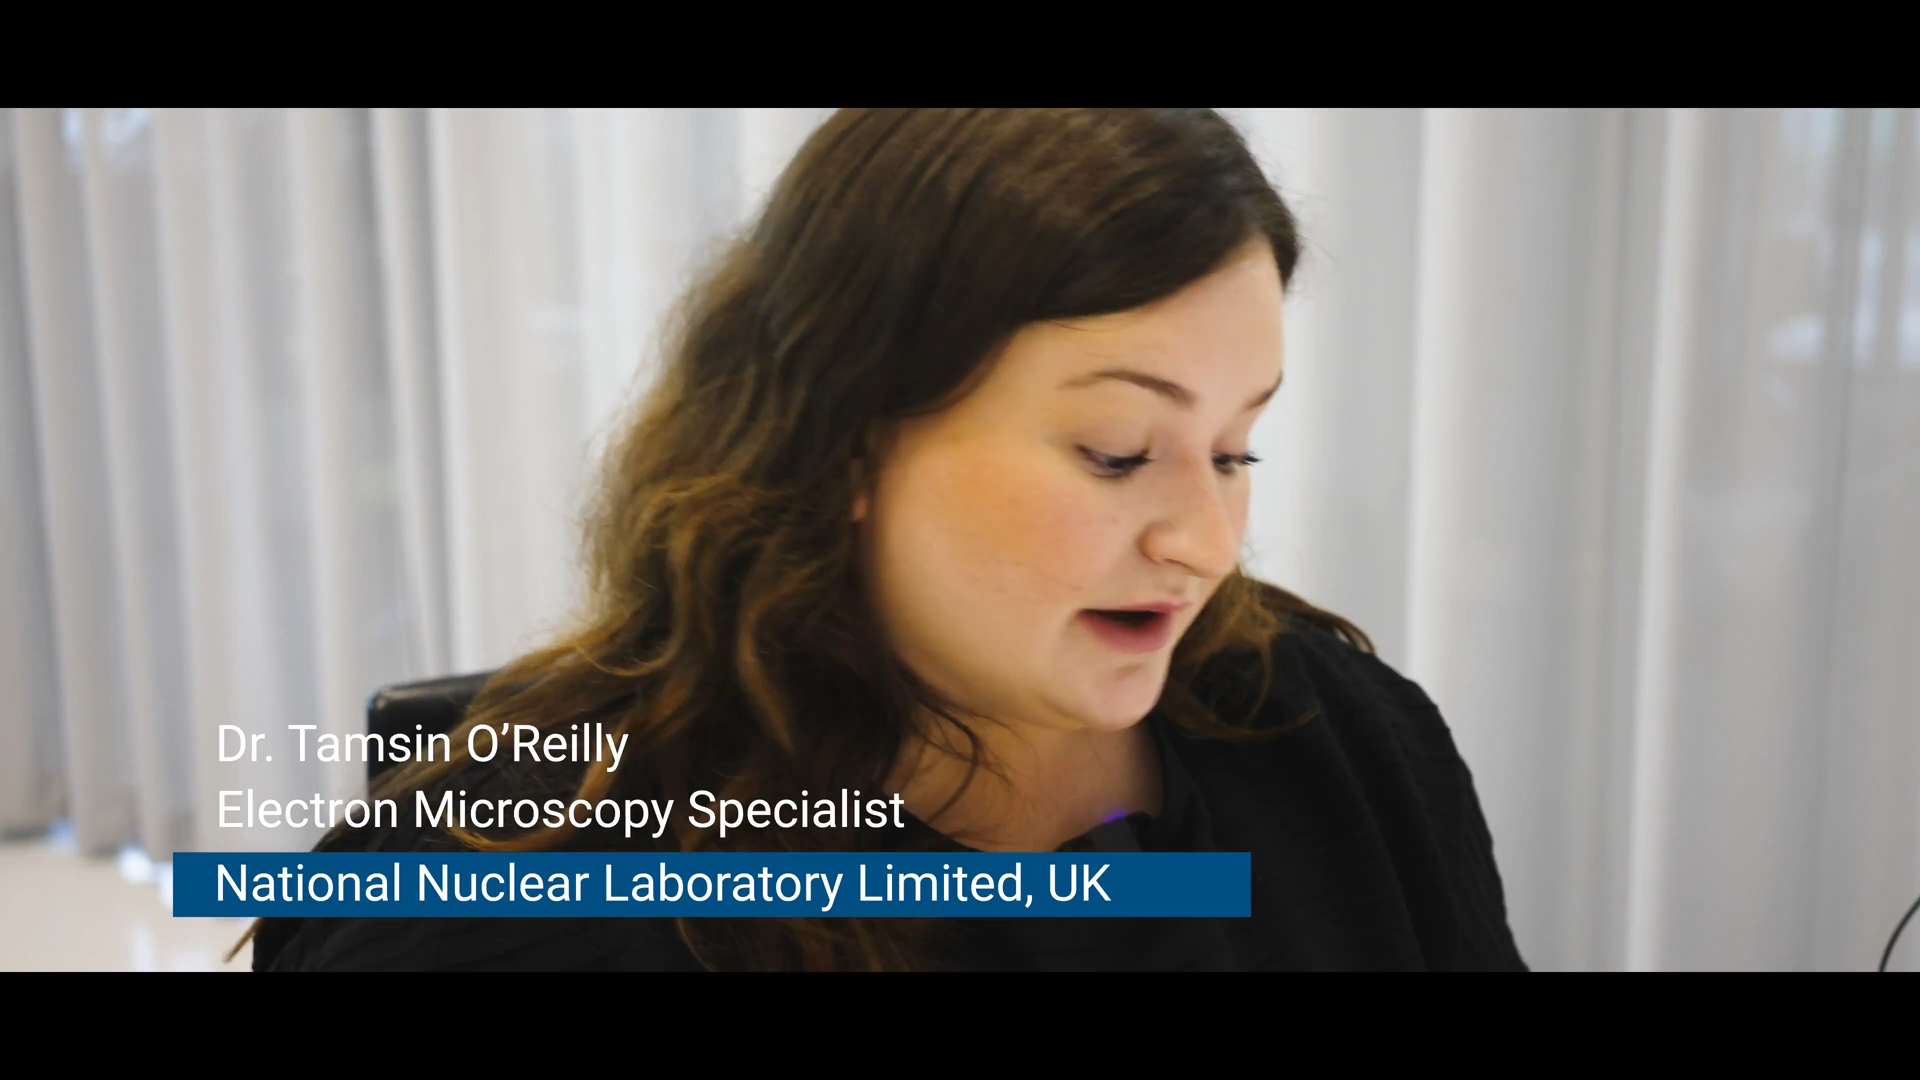 Dr. Tamsin O’Reilly
Electron Microscopy Specialist
National Nuclear Laboratory Limited, UK